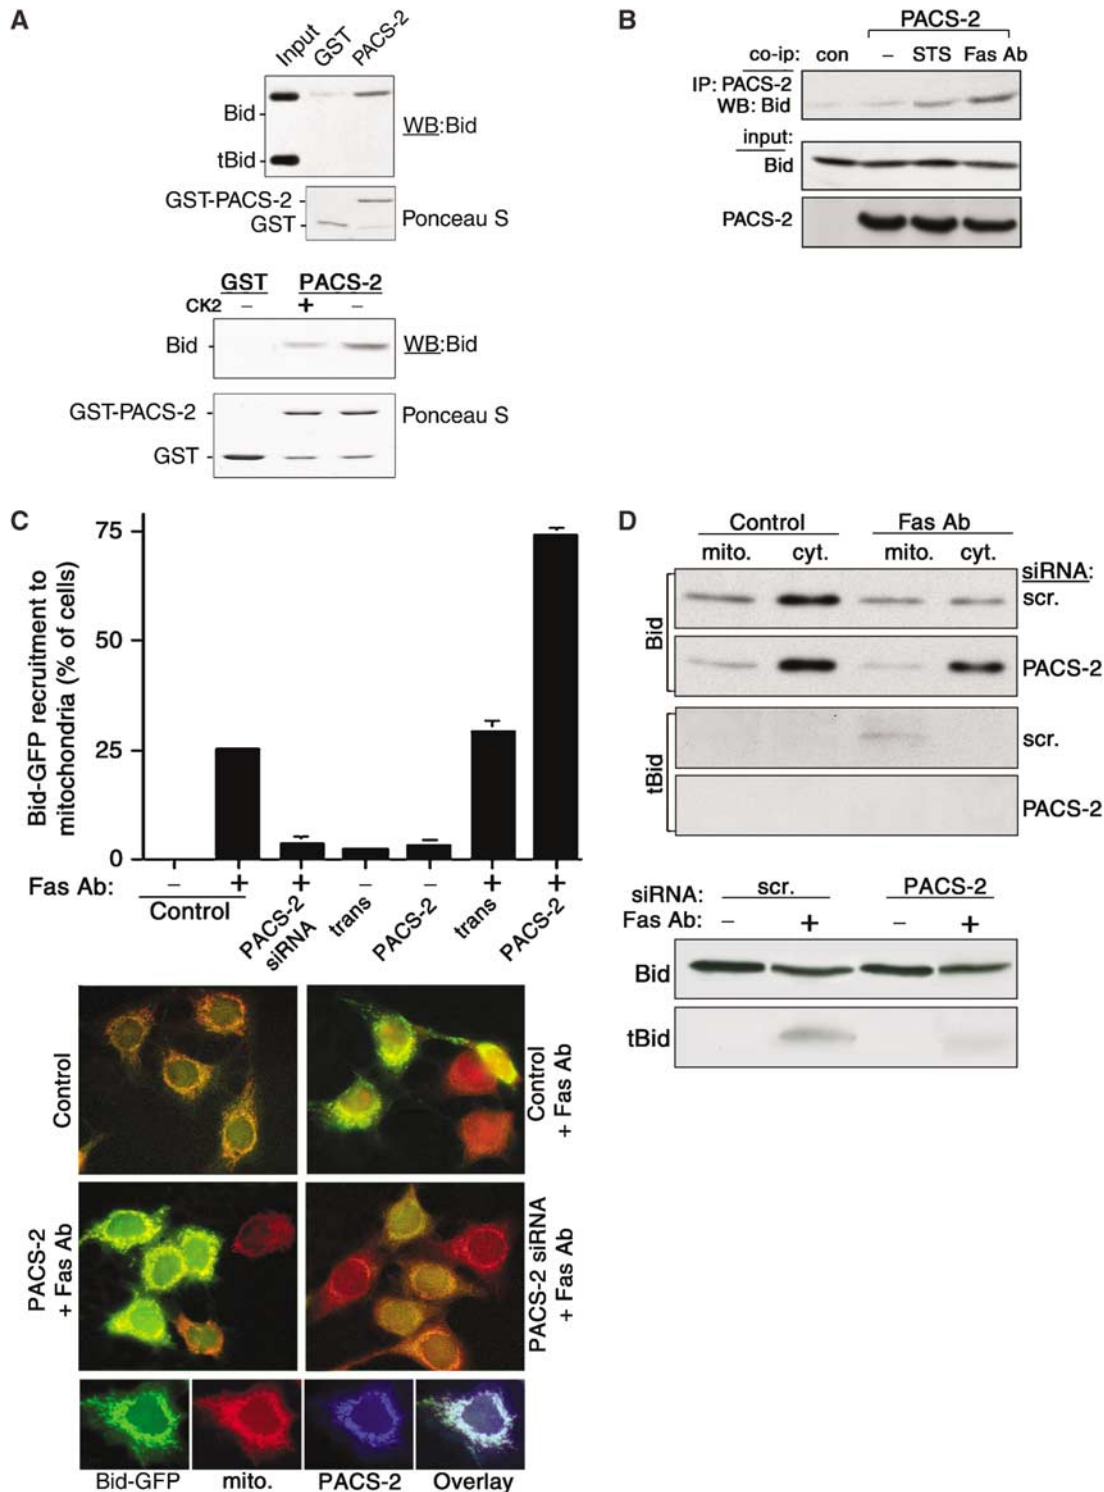 A
Input GST PACS-2
Bid
tBid
WB:Bid
GST-PACS-2
GST
Ponceau S
GST PACS-2
CK2 – + –
Bid
WB:Bid
GST-PACS-2
Ponceau S
GST
B
PACS-2
co-ip: con – STS Fas Ab
IP: PACS-2
WB: Bid
input:
Bid
PACS-2
C
Bid-GFP recruitment to
mitochondria (% of cells)
75
50
25
0
Fas Ab: – + + – – + +
Control
PACS-2
siRNA
trans
PACS-2
trans
PACS-2
Control
Control
+ Fas Ab
PACS-2
+ Fas Ab
PACS-2 siRNA
+ Fas Ab
Bid-GFP mito. PACS-2 Overlay
D
Control Fas Ab
mito. cyt. mito. cyt.
siRNA:
Bid
scr.
PACS-2
tBid
scr.
PACS-2
siRNA: scr. PACS-2
Fas Ab: – + – +
Bid
tBid